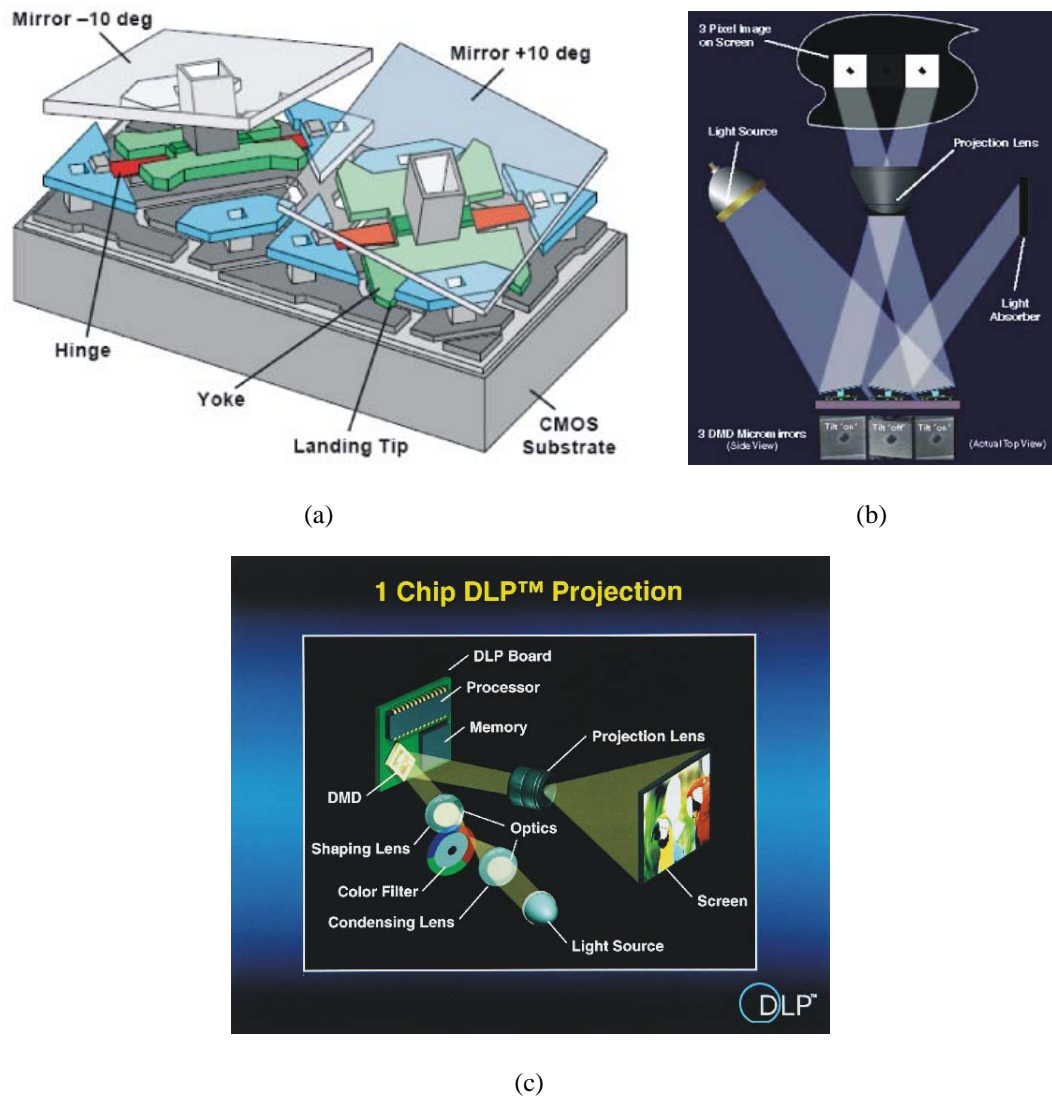 Mirror –10 deg
Mirror +10 deg
Hinge
Yoke
Landing Tip
CMOS
Substrate
(a)
3 Pixel Image
on Screen
Light Source
Projection Lens
Light
Absorber
3 DMD Micromirrors
(Side View)
Tilt "on"
Tilt "off"
Tilt "on"
(Actual Top View)
(b)
1 Chip DLP™ Projection
DLP Board
Processor
Memory
Projection Lens
DMD
Optics
Shaping Lens
Color Filter
Condensing Lens
Screen
Light Source
DLP™
(c)